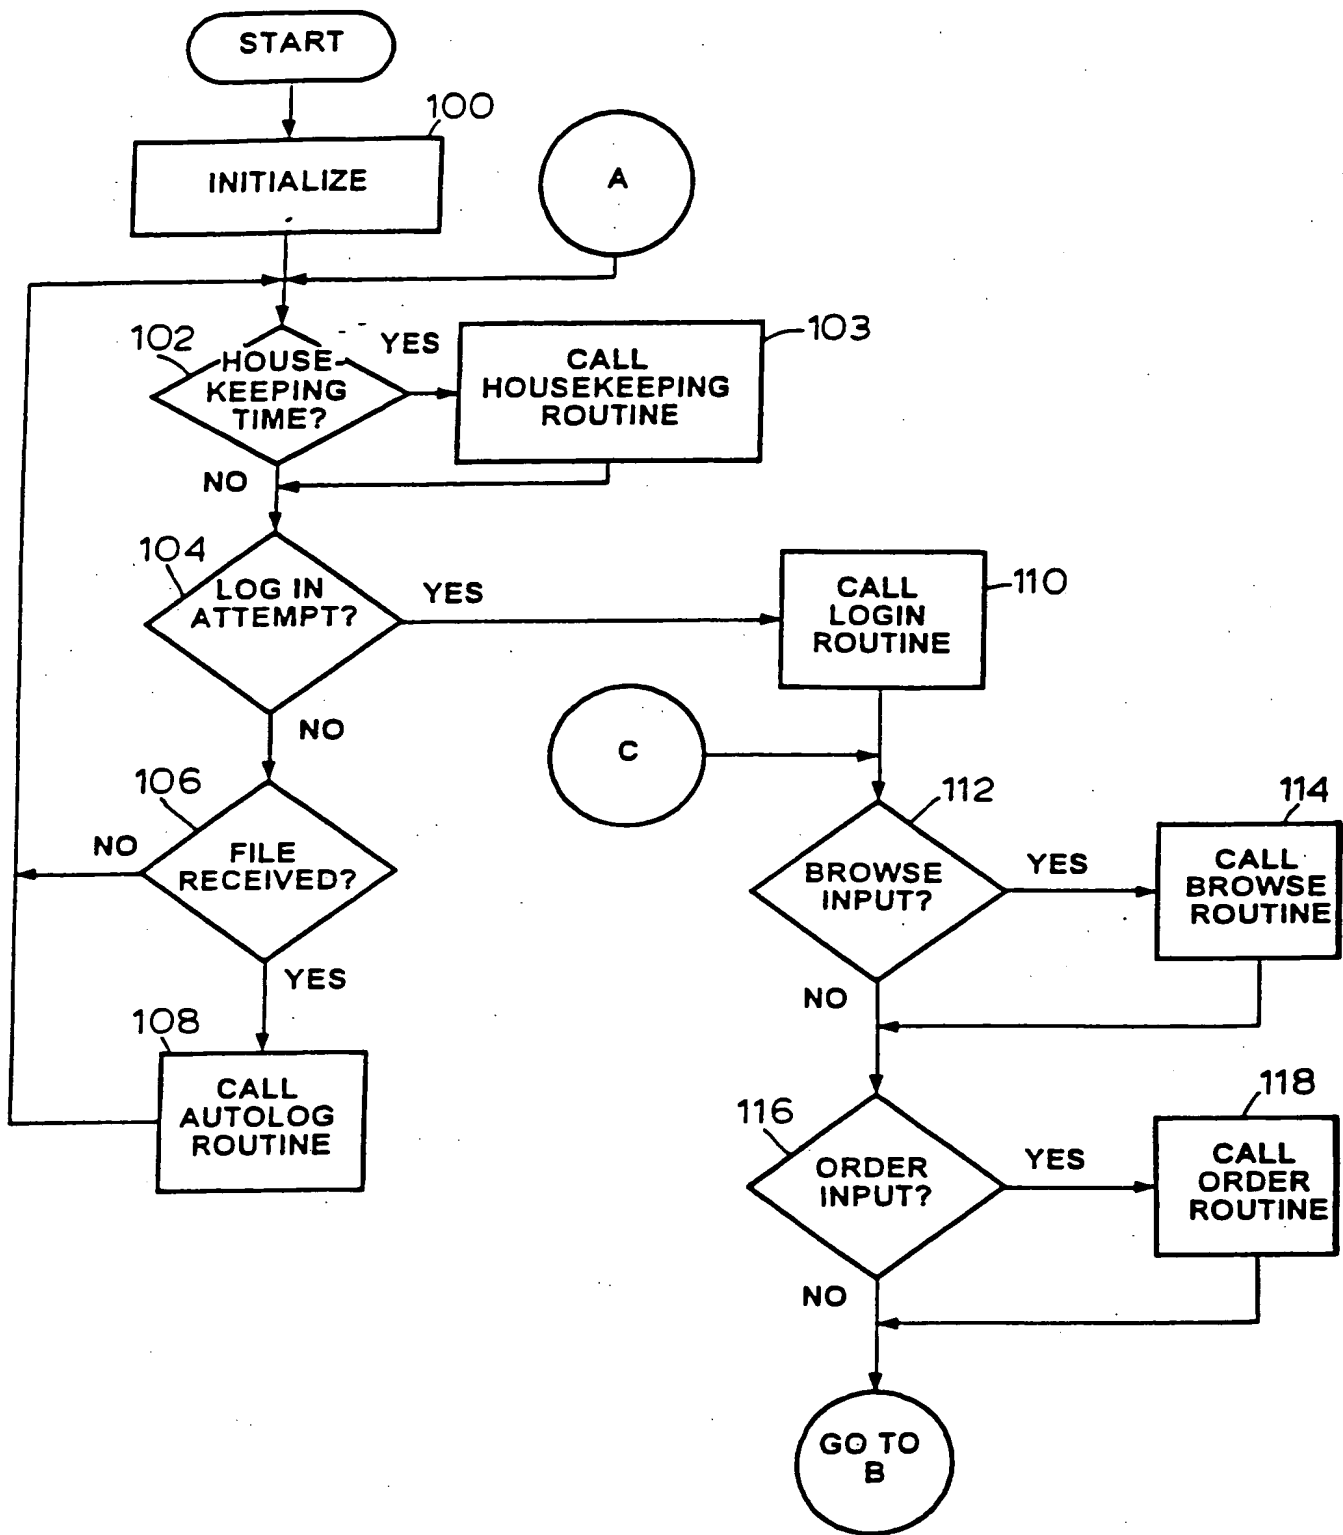 START
100
INITIALIZE
A
102
HOUSE-
KEEPING
TIME?
YES
103
CALL
HOUSEKEEPING
ROUTINE
NO
104
LOG IN
ATTEMPT?
YES
110
CALL
LOGIN
ROUTINE
NO
C
106
NO
FILE
RECEIVED?
YES
112
BROWSE
INPUT?
YES
114
CALL
BROWSE
ROUTINE
NO
108
CALL
AUTOLOG
ROUTINE
116
ORDER
INPUT?
YES
118
CALL
ORDER
ROUTINE
NO
GO TO
B